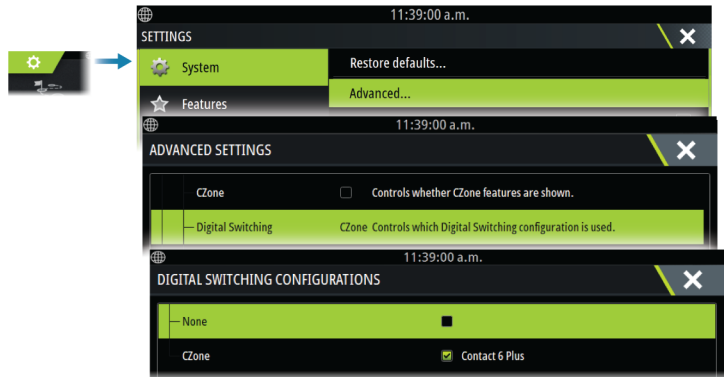 11:39:00 a.m.
SETTINGS
System
Restore defaults...
Features
Advanced...
11:39:00 a.m.
ADVANCED SETTINGS
CZone Controls whether CZone features are shown.
Digital Switching CZone Controls which Digital Switching configuration is used.
11:39:00 a.m.
DIGITAL SWITCHING CONFIGURATIONS
None
CZone Contact 6 Plus